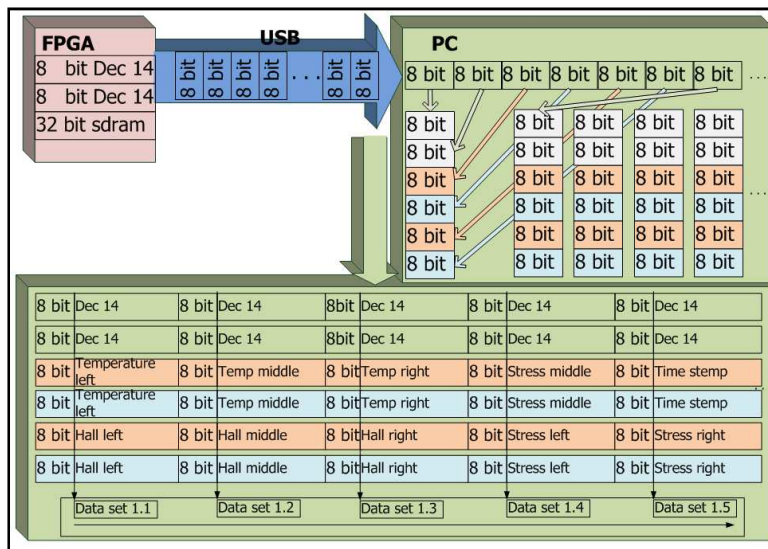 FPGA
8 bit Dec 14
8 bit Dec 14
32 bit sdram
USB
8 bit 8 bit 8 bit 8 bit ... 8 bit 8 bit
PC
8 bit 8 bit 8 bit 8 bit 8 bit 8 bit 8 bit ...
8 bit 8 bit 8 bit 8 bit 8 bit
8 bit 8 bit 8 bit 8 bit 8 bit
8 bit 8 bit 8 bit 8 bit 8 bit ...
8 bit 8 bit 8 bit 8 bit 8 bit
8 bit 8 bit 8 bit 8 bit 8 bit
8 bit 8 bit 8 bit 8 bit 8 bit
8 bit Dec 14 8 bit Dec 14 8bit Dec 14 8 bit Dec 14 8 bit Dec 14
8 bit Dec 14 8 bit Dec 14 8bit Dec 14 8 bit Dec 14 8 bit Dec 14
8 bit Temperature left 8 bit Temp middle 8 bit Temp right 8 bit Stress middle 8 bit Time stemp
8 bit Temperature left 8 bit Temp middle 8 bit Temp right 8 bit Stress middle 8 bit Time stemp ...
8 bit Hall left 8 bit Hall middle 8 bit Hall right 8 bit Stress left 8 bit Stress right
8 bit Hall left 8 bit Hall middle 8 bit Hall right 8 bit Stress left 8 bit Stress right
Data set 1.1 Data set 1.2 Data set 1.3 Data set 1.4 Data set 1.5